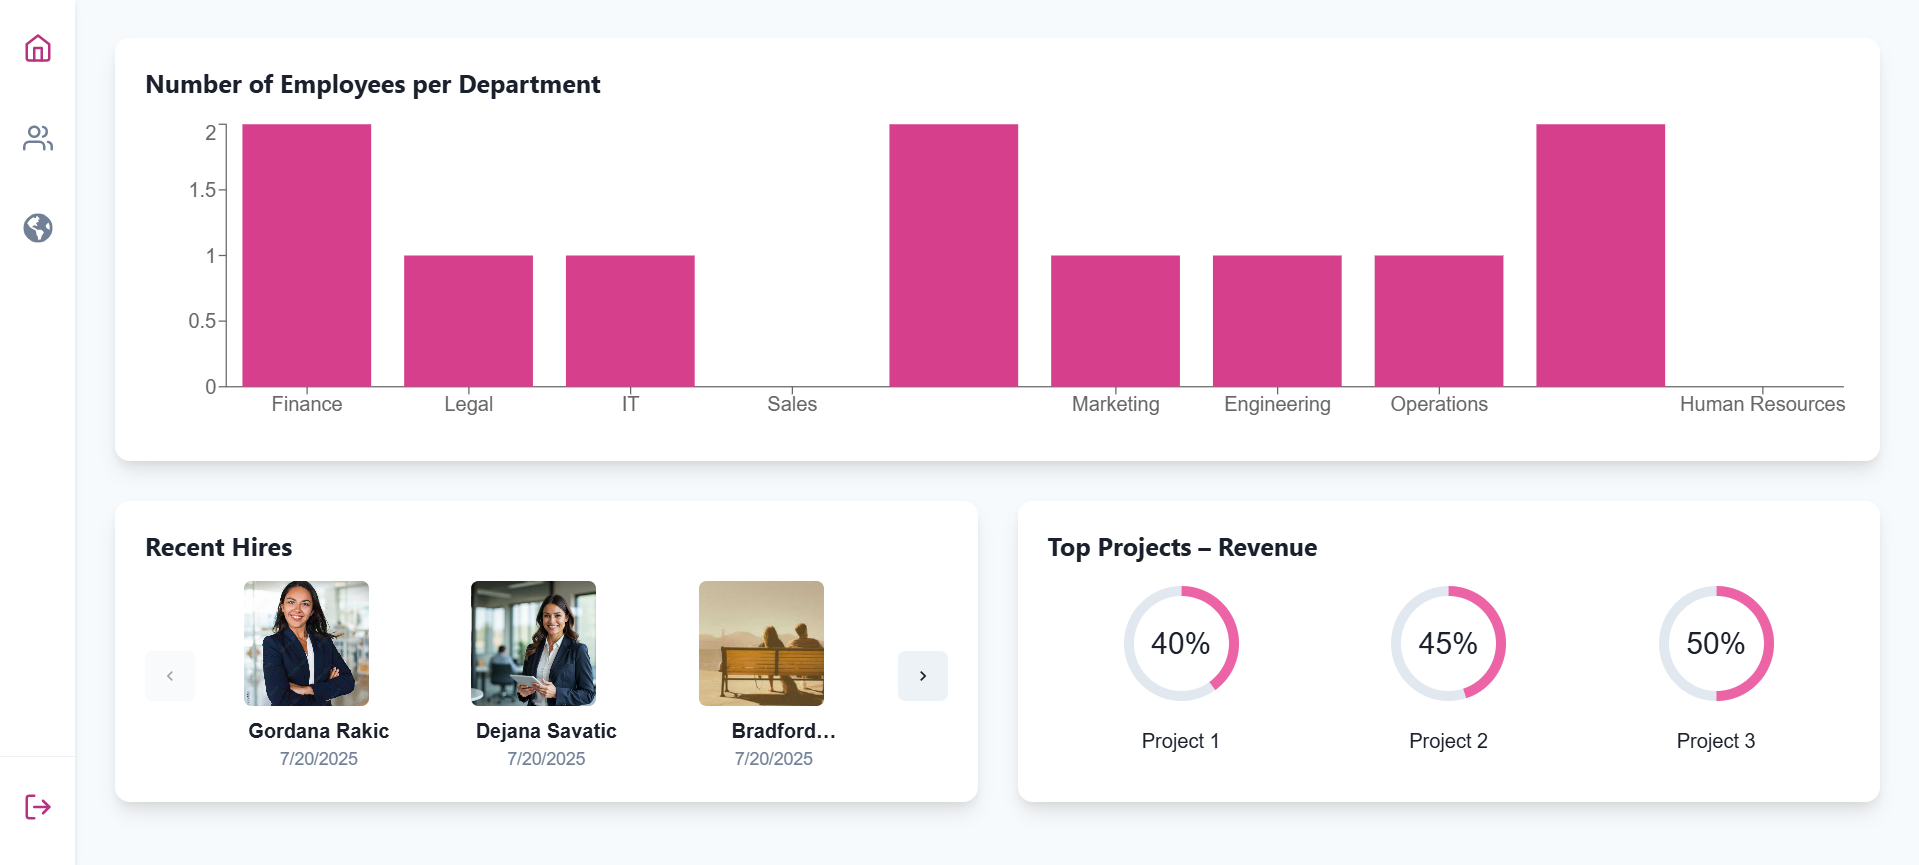 Number of Employees per Department
2
1.5
1
0.5
0
Finance Legal IT Sales Marketing Engineering Operations Human Resources
Recent Hires
Gordana Rakic
7/20/2025
Dejana Savatic
7/20/2025
Bradford…
7/20/2025
Top Projects – Revenue
40%
Project 1
45%
Project 2
50%
Project 3